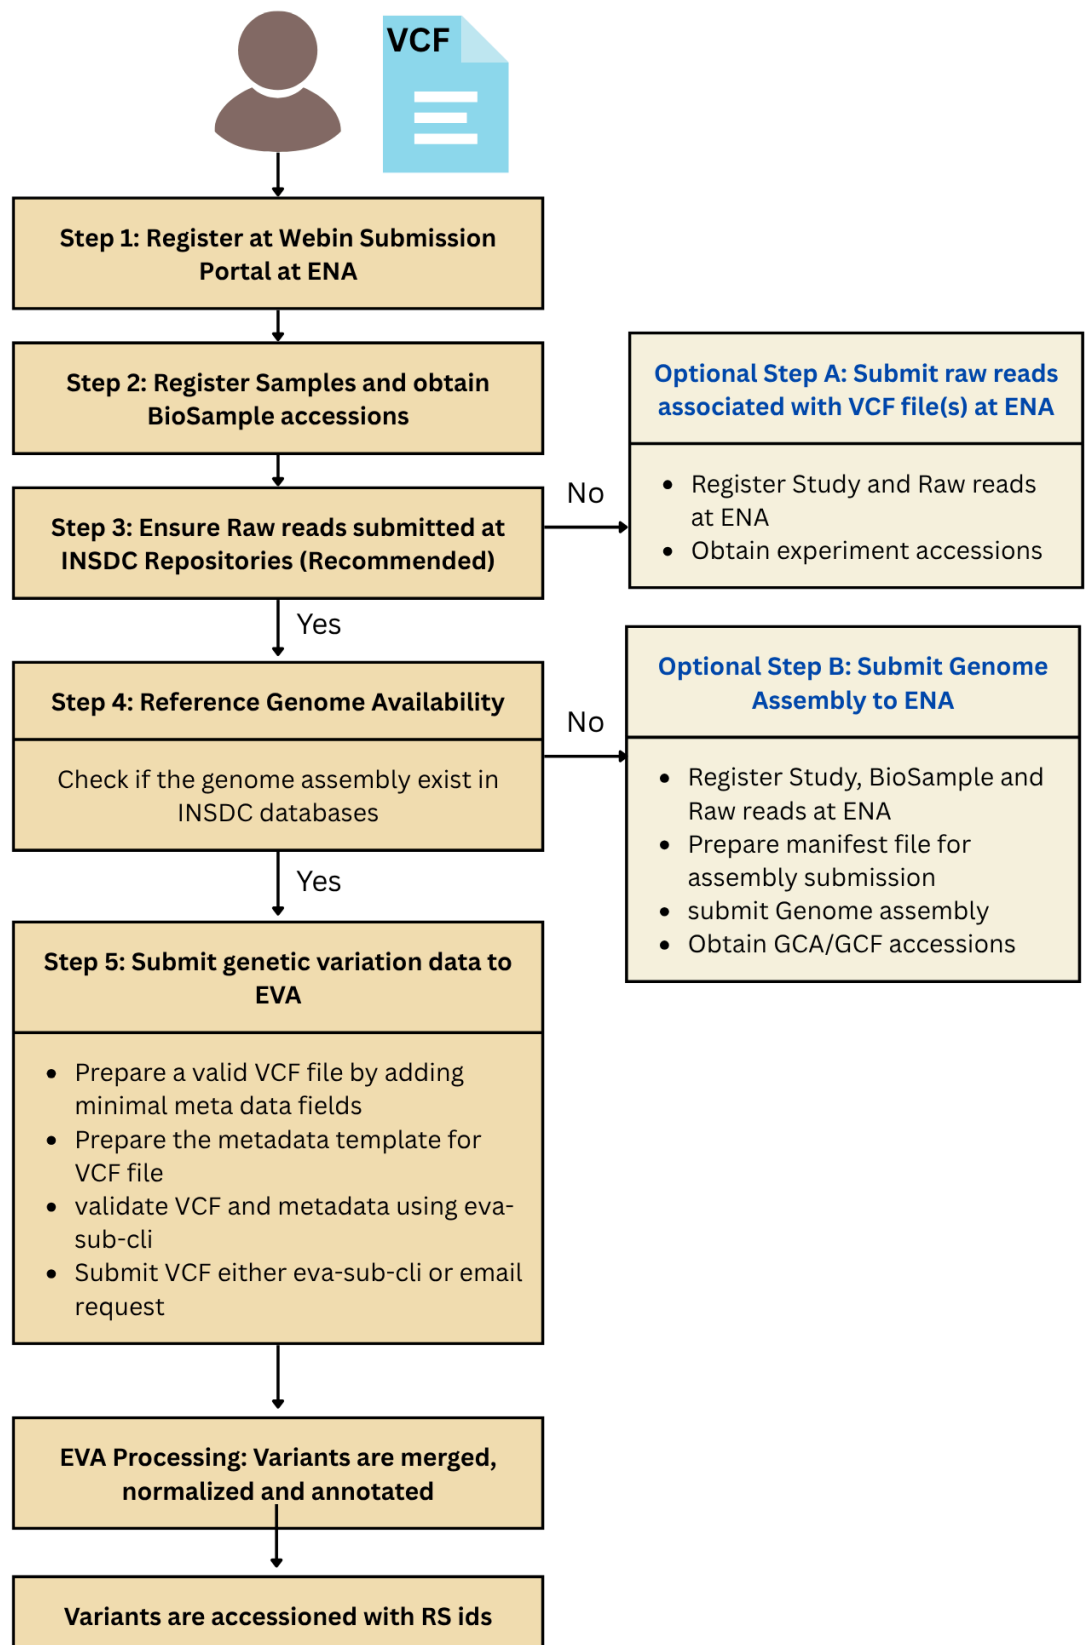 VCF
Step 1: Register at Webin Submission
Portal at ENA
Step 2: Register Samples and obtain
BioSample accessions
Step 3: Ensure Raw reads submitted at
INSDC Repositories (Recommended)
No
Optional Step A: Submit raw reads
associated with VCF file(s) at ENA
• Register Study and Raw reads
at ENA
• Obtain experiment accessions
Yes
Step 4: Reference Genome Availability
Check if the genome assembly exist in
INSDC databases
No
Optional Step B: Submit Genome
Assembly to ENA
• Register Study, BioSample and
Raw reads at ENA
• Prepare manifest file for
assembly submission
• submit Genome assembly
• Obtain GCA/GCF accessions
Yes
Step 5: Submit genetic variation data to
EVA
• Prepare a valid VCF file by adding
minimal meta data fields
• Prepare the metadata template for
VCF file
• validate VCF and metadata using eva-
sub-cli
• Submit VCF either eva-sub-cli or email
request
EVA Processing: Variants are merged,
normalized and annotated
Variants are accessioned with RS ids